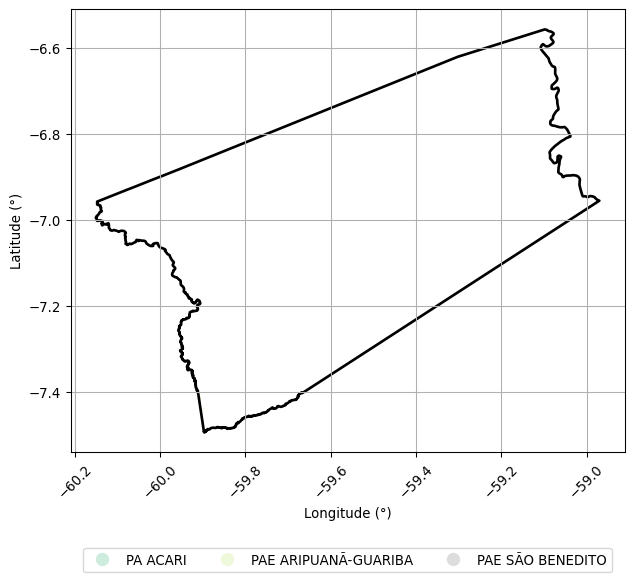 −6.6
−6.8
−7.0
−7.2
−7.4
Latitude (°)
−60.2 −60.0 −59.8 −59.6 −59.4 −59.2 −59.0
Longitude (°)
PA ACARI PAE ARIPUANÃ-GUARIBA PAE SÃO BENEDITO